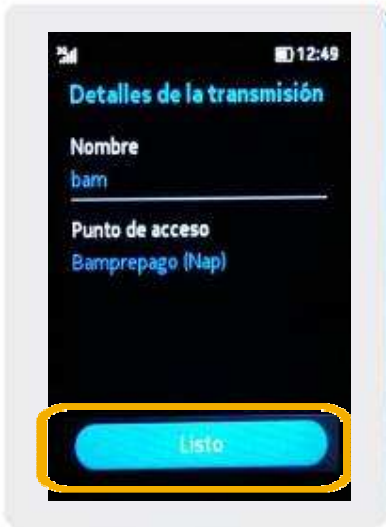 12:49
Detalles de la transmisión
Nombre
bam
Punto de acceso
Bamprepago (Nap)
Listo